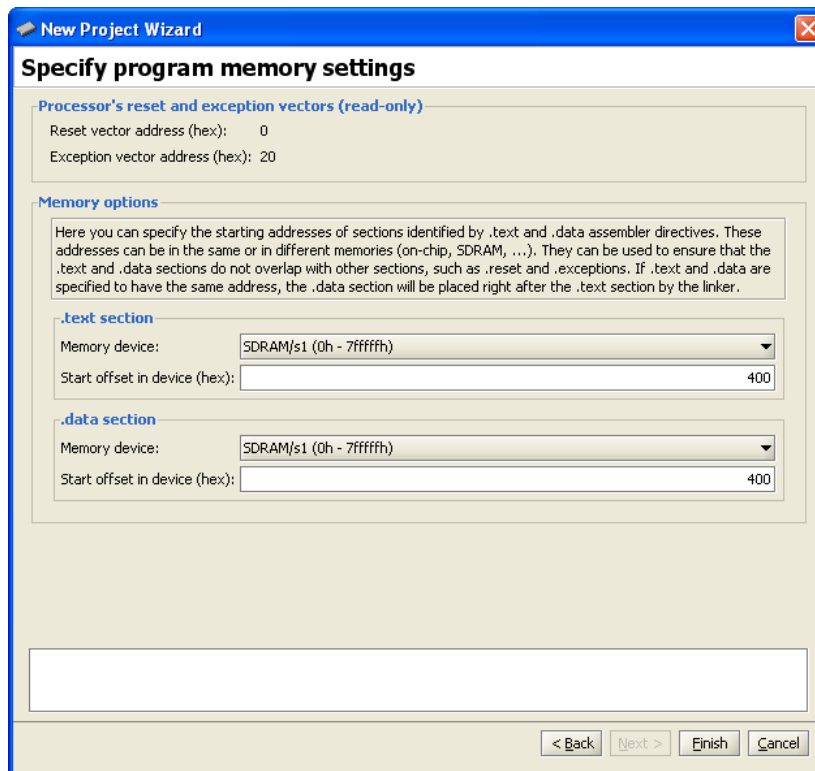 New Project Wizard
Specify program memory settings
Processor's reset and exception vectors (read-only)
Reset vector address (hex): 0
Exception vector address (hex): 20
Memory options
Here you can specify the starting addresses of sections identified by .text and .data assembler directives. These
addresses can be in the same or in different memories (on-chip, SDRAM, ...). They can be used to ensure that the
.text and .data sections do not overlap with other sections, such as .reset and .exceptions. If .text and .data are
specified to have the same address, the .data section will be placed right after the .text section by the linker.
.text section
Memory device: SDRAM/s1 (0h - 7fffffh)
Start offset in device (hex): 400
.data section
Memory device: SDRAM/s1 (0h - 7fffffh)
Start offset in device (hex): 400
< Back Next > Finish Cancel